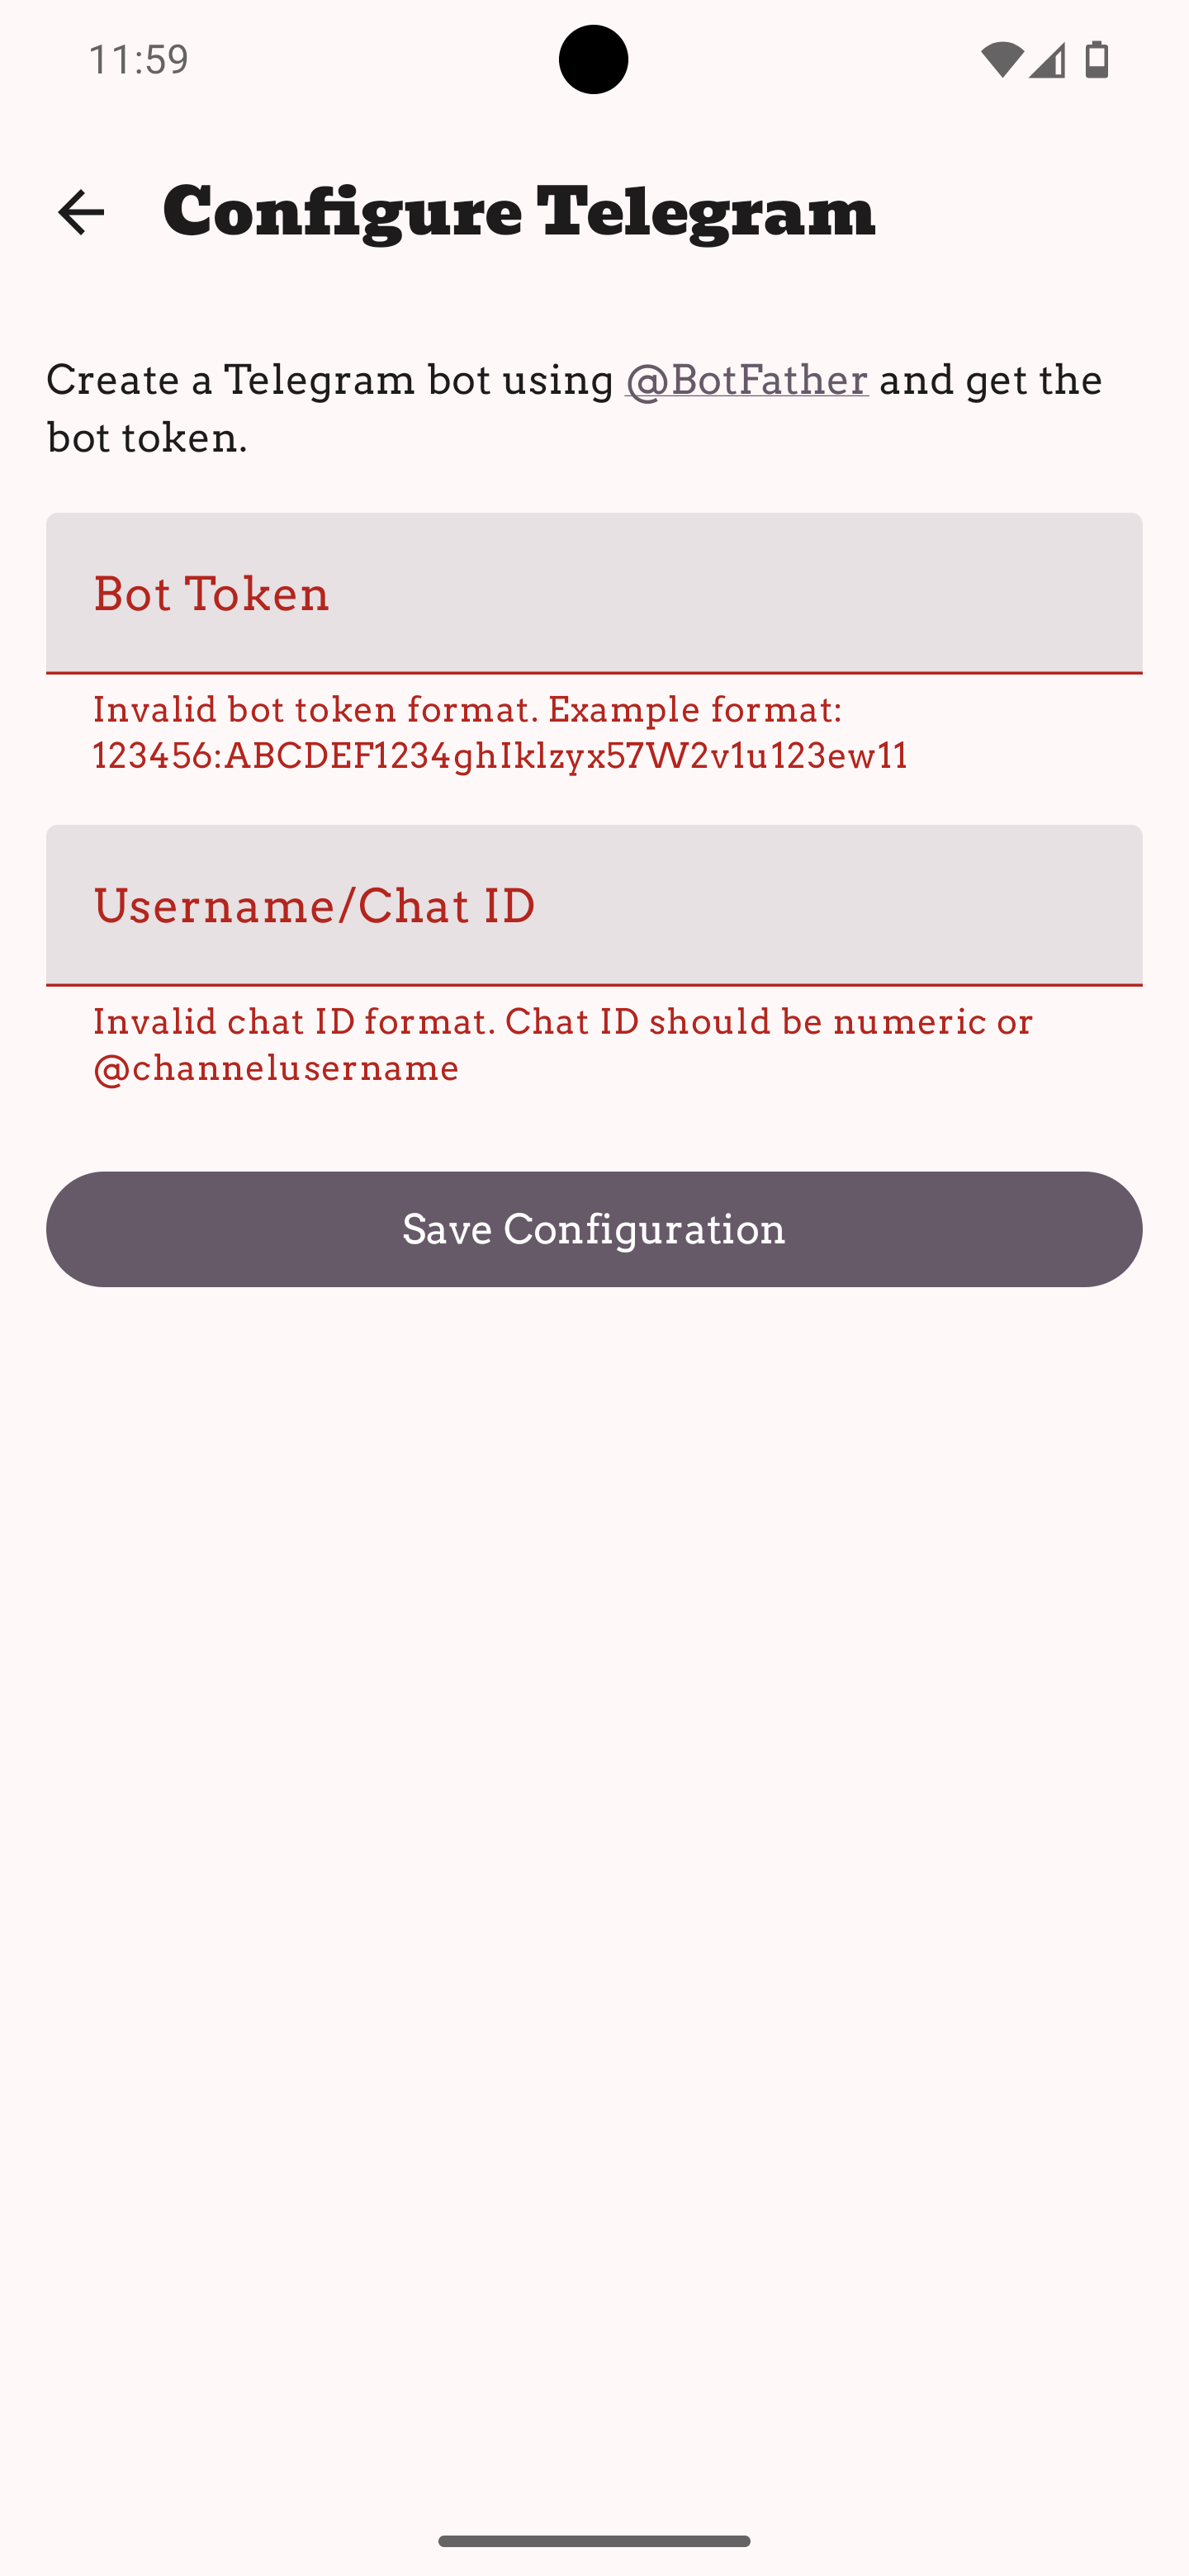 11:59
Configure Telegram
Create a Telegram bot using @BotFather and get the
bot token.
Bot Token
Invalid bot token format. Example format:
123456:ABCDEF1234ghIklzyx57W2v1u123ew11
Username/Chat ID
Invalid chat ID format. Chat ID should be numeric or
@channelusername
Save Configuration